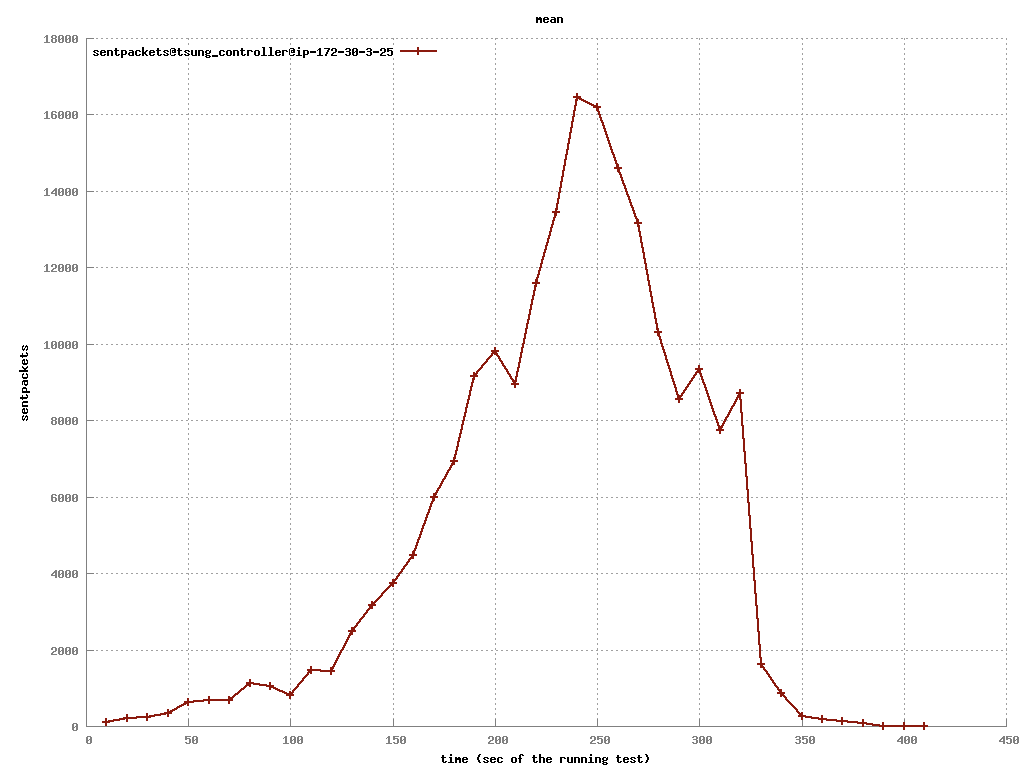 mean
18000
sentpackets@tsung_controller@ip-172-30-3-25
16000
14000
12000
10000
sentpackets
8000
6000
4000
2000
0
0 50 100 150 200 250 300 350 400 450
time (sec of the running test)